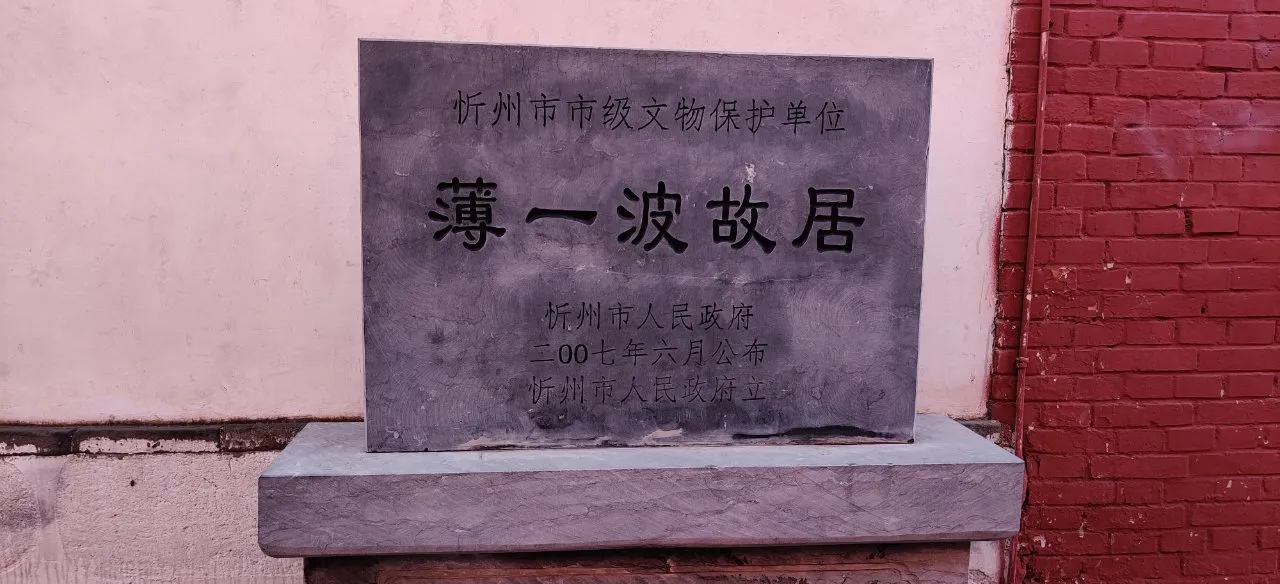 忻州市市级文物保护单位
薄一波故居
忻州市人民政府
二00七年六月公布
忻州市人民政府立